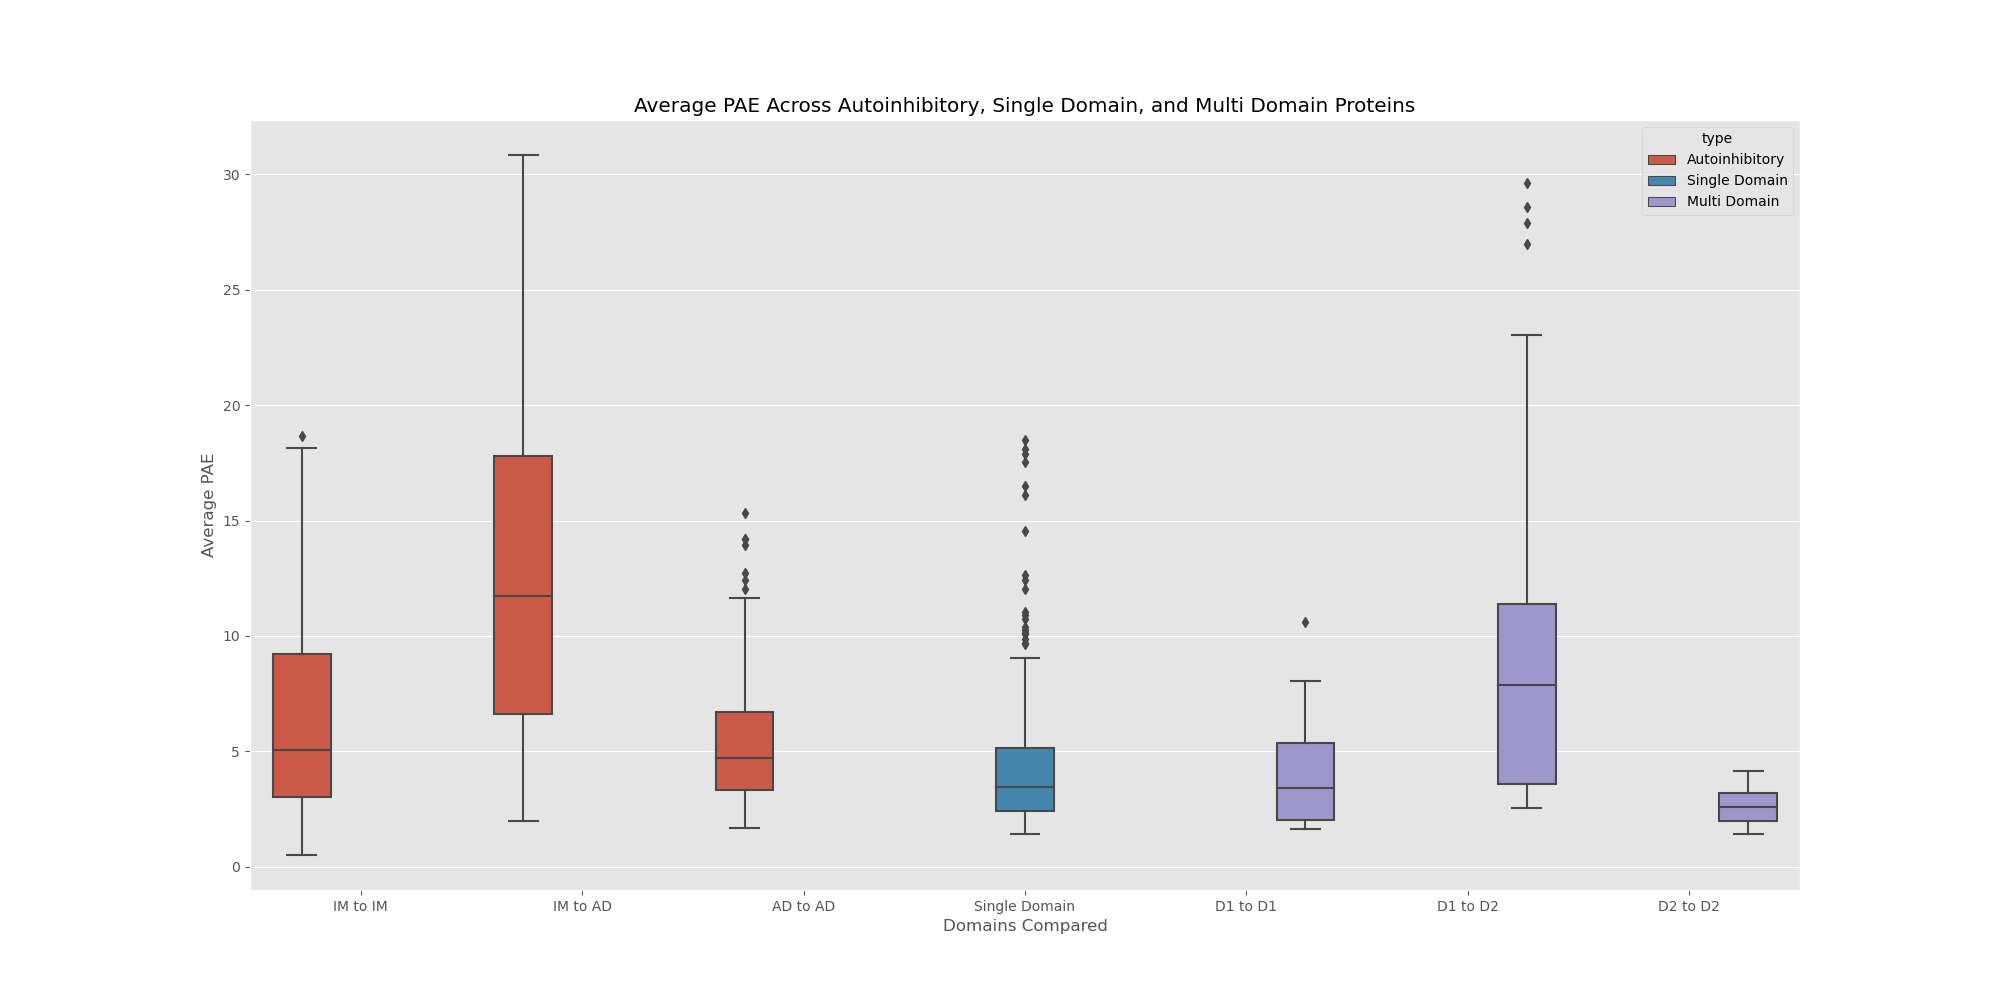 Average PAE Across Autoinhibitory, Single Domain, and Multi Domain Proteins
type
Autoinhibitory
Single Domain
Multi Domain
30
25
20
15
10
5
0
Average PAE
IM to IM
IM to AD
AD to AD
Single Domain
D1 to D1
D1 to D2
D2 to D2
Domains Compared